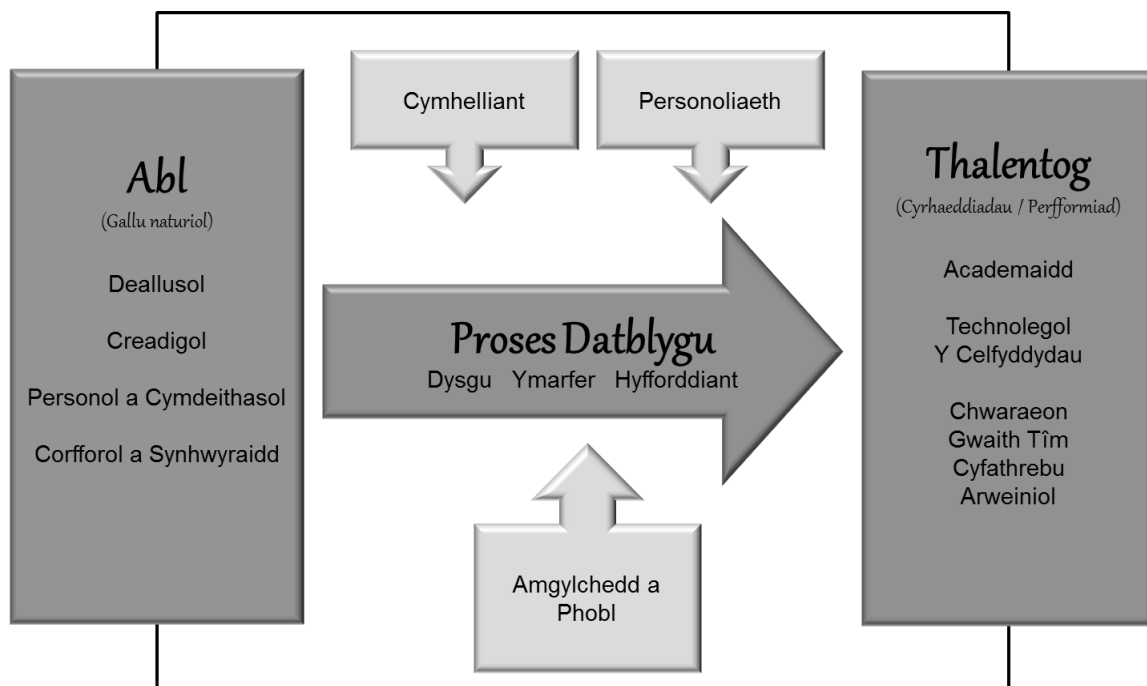 Abl
(Gallu naturiol)
Deallusol
Creadigol
Personol a Cymdeithasol
Corfforol a Synhwyraidd
Cymhelliant
Personoliaeth
Proses Datblygu
Dysgu Ymarfer Hyfforddiant
Amgylchedd a
Phobl
Thalentog
(Cyrhaeddiadau / Perfformiad)
Academaidd
Technolegol
Y Celfyddydau
Chwaraeon
Gwaith Tîm
Cyfathrebu
Arweiniol